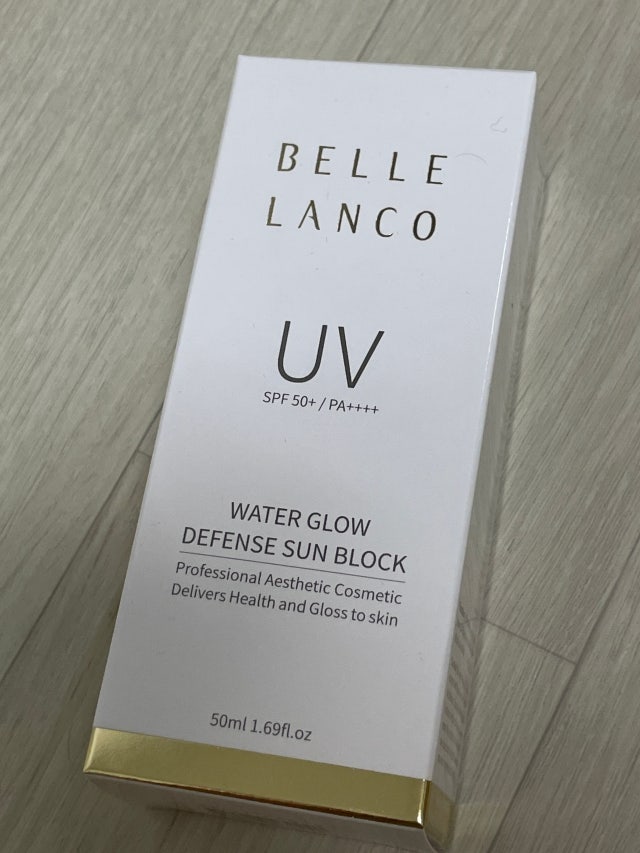 BELLE
LANCO
UV
SPF 50+ / PA++++
WATER GLOW
DEFENSE SUN BLOCK
Professional Aesthetic Cosmetic
Delivers Health and Gloss to skin
50ml 1.69fl.oz